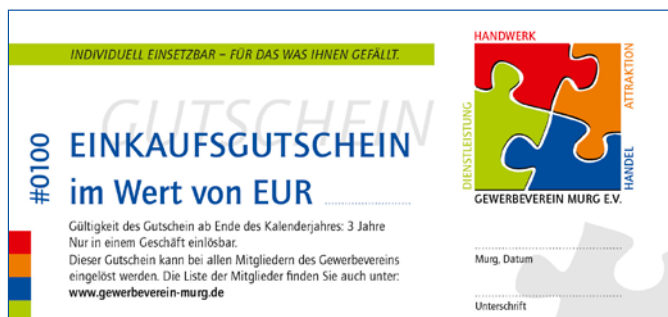 INDIVIDUELL EINSETZBAR – FÜR DAS WAS IHNEN GEFÄLLT.
GUTSCHEIN
#0100
EINKAUFSGUTSCHEIN
im Wert von EUR
Gültigkeit des Gutschein ab Ende des Kalenderjahres: 3 Jahre
Nur in einem Geschäft einlösbar.
Dieser Gutschein kann bei allen Mitgliedern des Gewerbevereins
eingelöst werden. Die Liste der Mitglieder finden Sie auch unter:
www.gewerbeverein-murg.de
HANDWERK
ATTRAKTION
DIENSTLEISTUNG
HANDEL
GEWERBEVEREIN MURG E.V.
Murg, Datum
Unterschrift